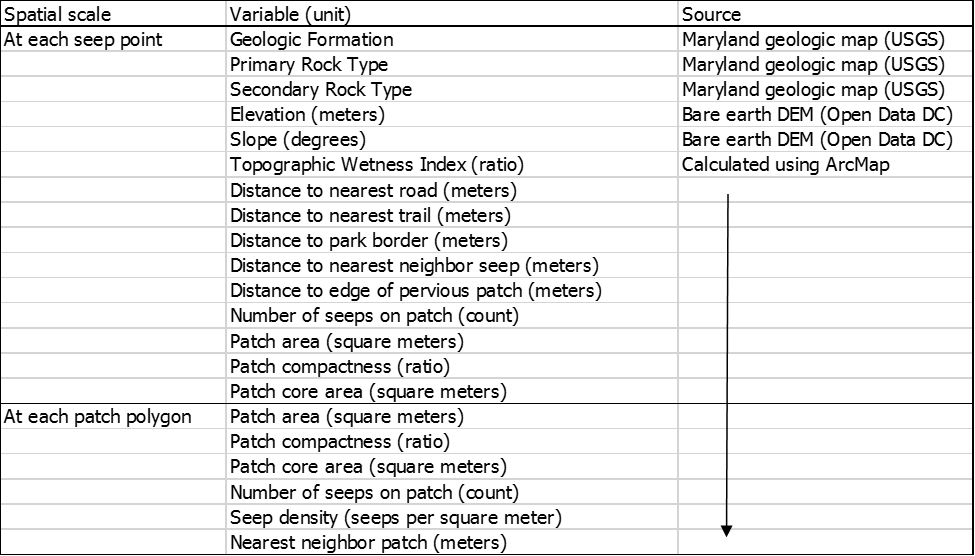 Spatial scale Variable (unit) Source
At each seep point Geologic Formation Maryland geologic map (USGS)
Primary Rock Type Maryland geologic map (USGS)
Secondary Rock Type Maryland geologic map (USGS)
Elevation (meters) Bare earth DEM (Open Data DC)
Slope (degrees) Bare earth DEM (Open Data DC)
Topographic Wetness Index (ratio) Calculated using ArcMap
Distance to nearest road (meters)
Distance to nearest trail (meters)
Distance to park border (meters)
Distance to nearest neighbor seep (meters)
Distance to edge of pervious patch (meters)
Number of seeps on patch (count)
Patch area (square meters)
Patch compactness (ratio)
Patch core area (square meters)
At each patch polygon Patch area (square meters)
Patch compactness (ratio)
Patch core area (square meters)
Number of seeps on patch (count)
Seep density (seeps per square meter)
Nearest neighbor patch (meters)